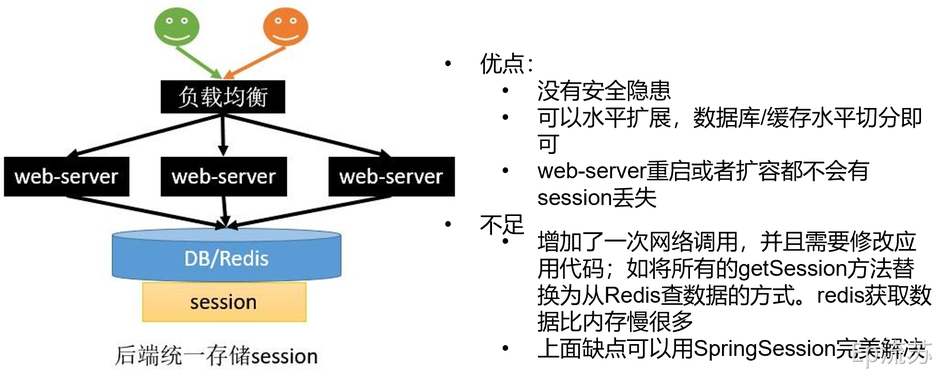 负载均衡
web-server
web-server
web-server
DB/Redis
session
后端统一存储session
• 优点：
• 没有安全隐患
• 可以水平扩展，数据库/缓存水平切分即
可
• web-server重启或者扩容都不会有
session丢失
• 不足
• 增加了一次网络调用，并且需要修改应
用代码；如将所有的getSession方法替
换为从Redis查数据的方式。redis获取数
据比内存慢很多
• 上面缺点可以用SpringSession完美解决